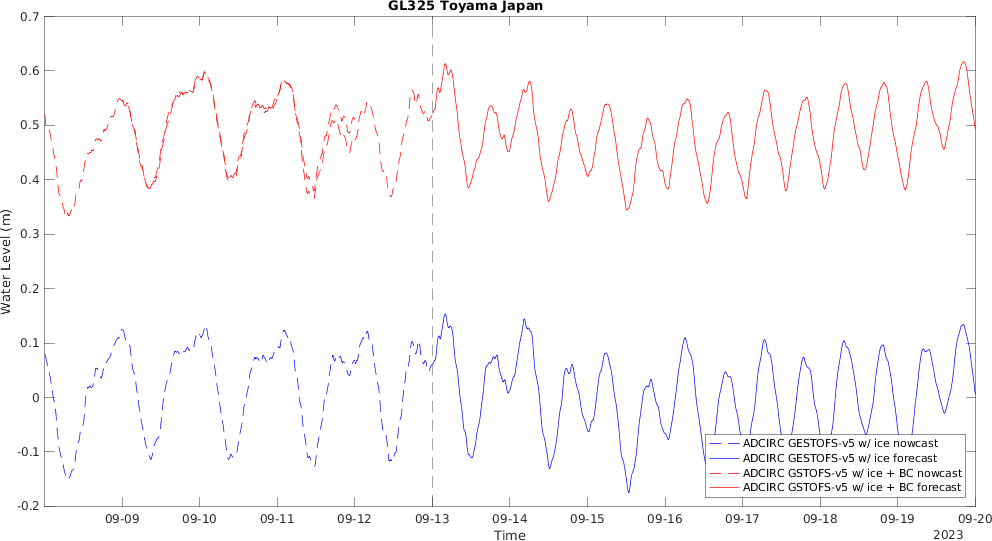 GL325 Toyama Japan
0.7
0.6
0.5
0.4
0.3
0.2
0.1
0
-0.1
-0.2
Water Level (m)
ADCIRC GESTOFS-v5 w/ ice nowcast
ADCIRC GESTOFS-v5 w/ ice forecast
ADCIRC GSTOFS-v5 w/ ice + BC nowcast
ADCIRC GSTOFS-v5 w/ ice + BC forecast
09-09 09-10 09-11 09-12 09-13 09-14 09-15 09-16 09-17 09-18 09-19 09-20
Time
2023